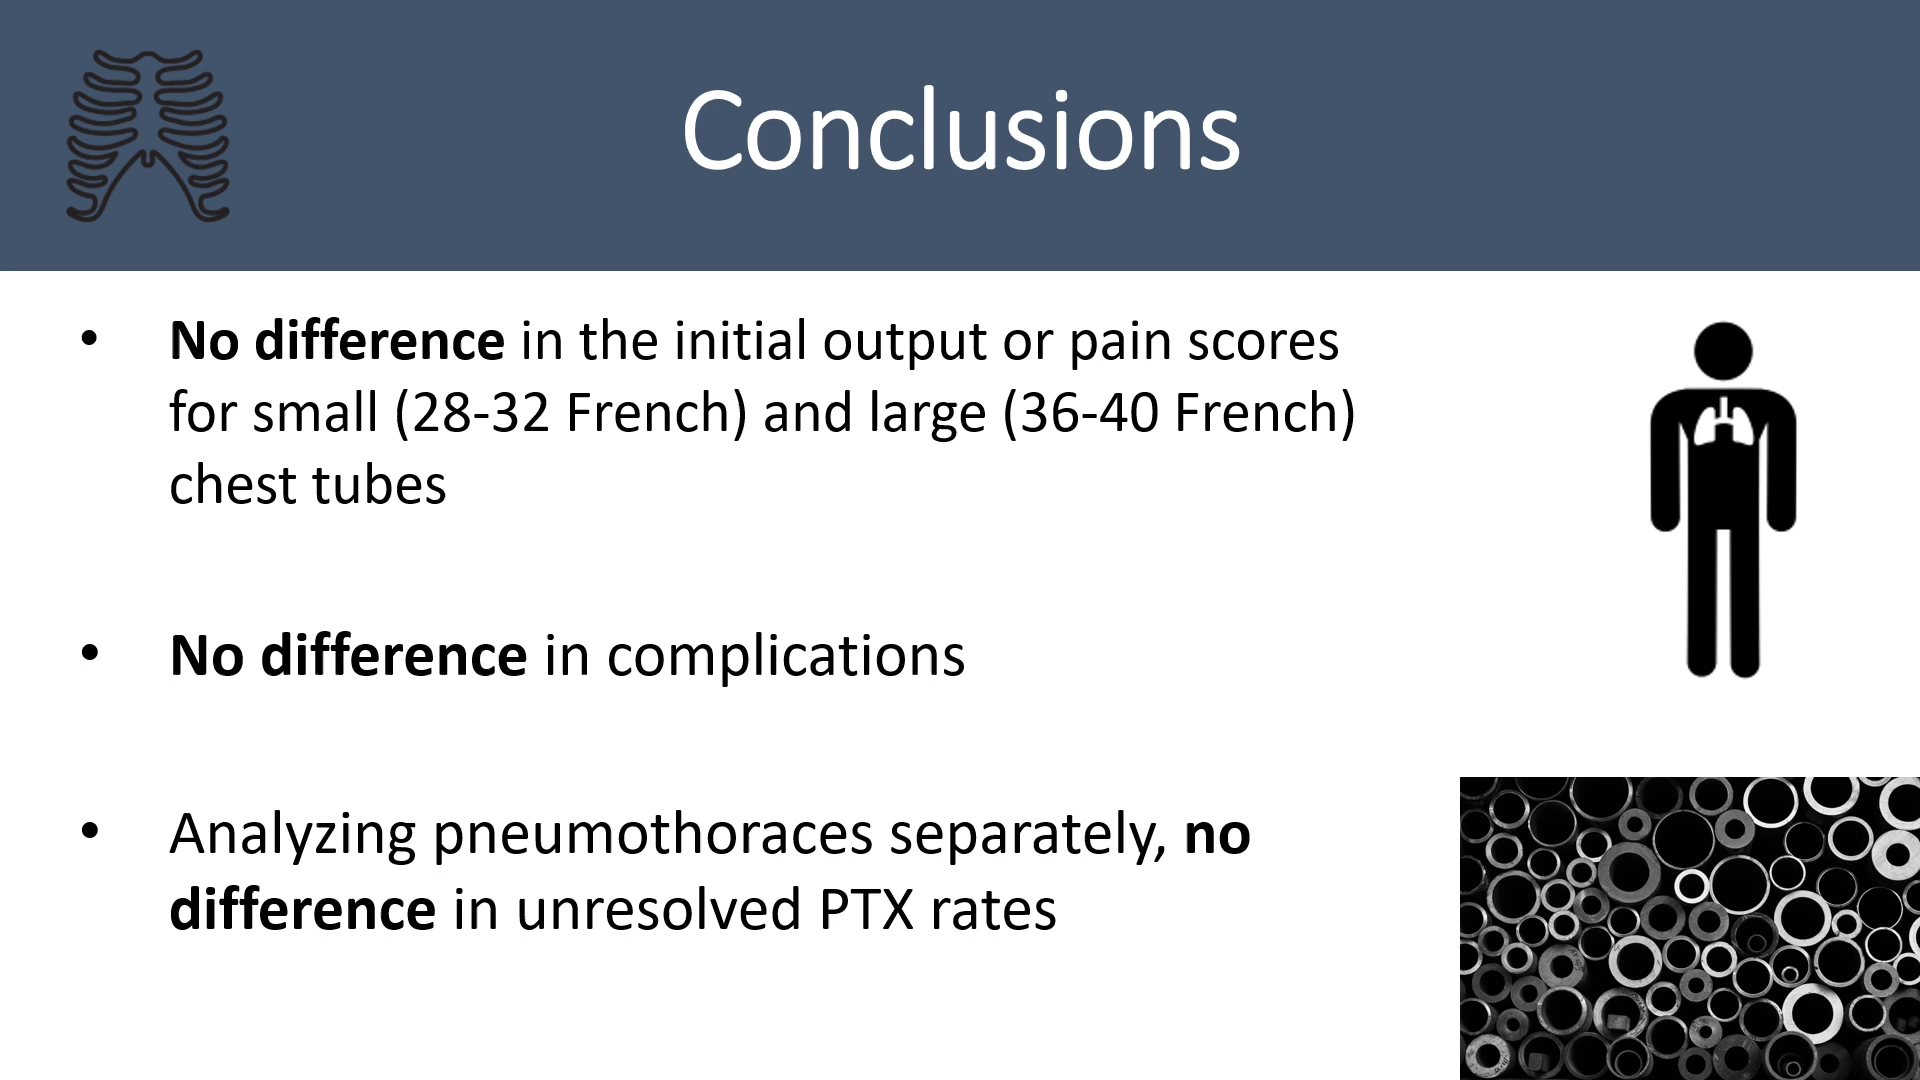 Conclusions
• No difference in the initial output or pain scores
for small (28-32 French) and large (36-40 French)
chest tubes
• No difference in complications
• Analyzing pneumothoraces separately, no
difference in unresolved PTX rates